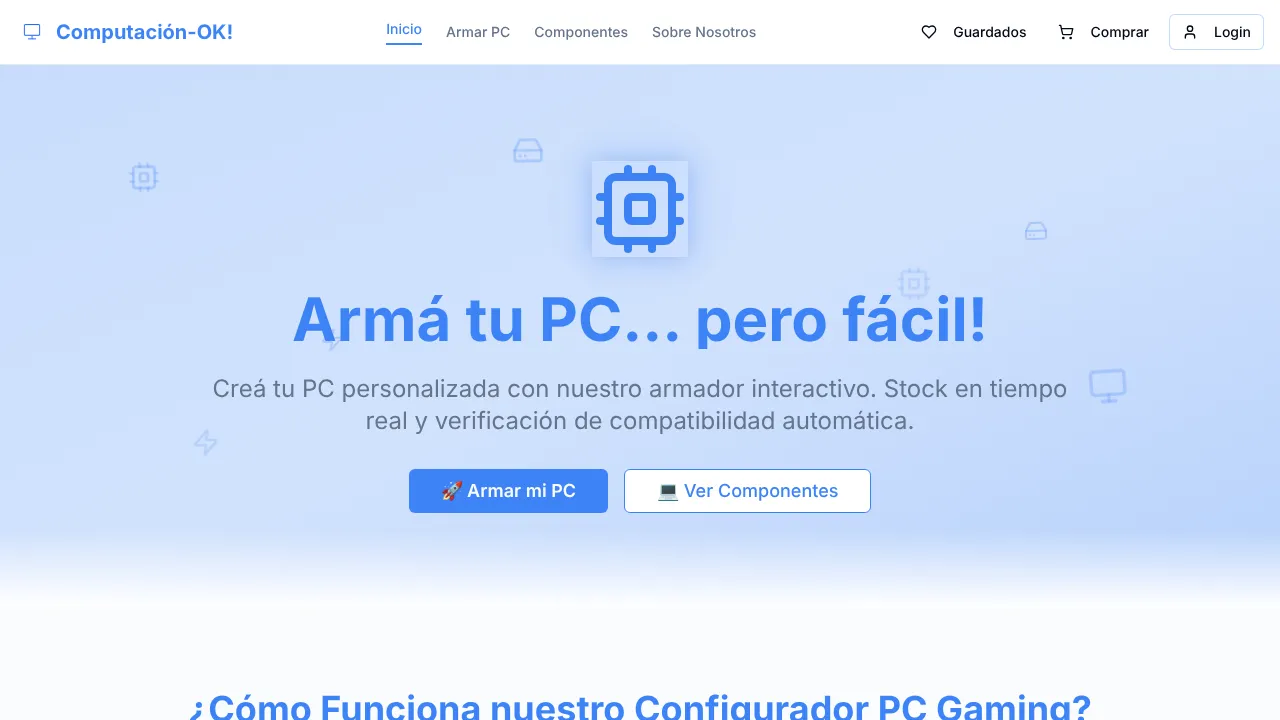 Computación-OK!
Inicio
Armar PC
Componentes
Sobre Nosotros
Guardados
Comprar
Login
Armá tu PC... pero fácil!
Creá tu PC personalizada con nuestro armador interactivo. Stock en tiempo
real y verificación de compatibilidad automática.
🚀 Armar mi PC
💻 Ver Componentes
¿Cómo Funciona nuestro Configurador PC Gaming?